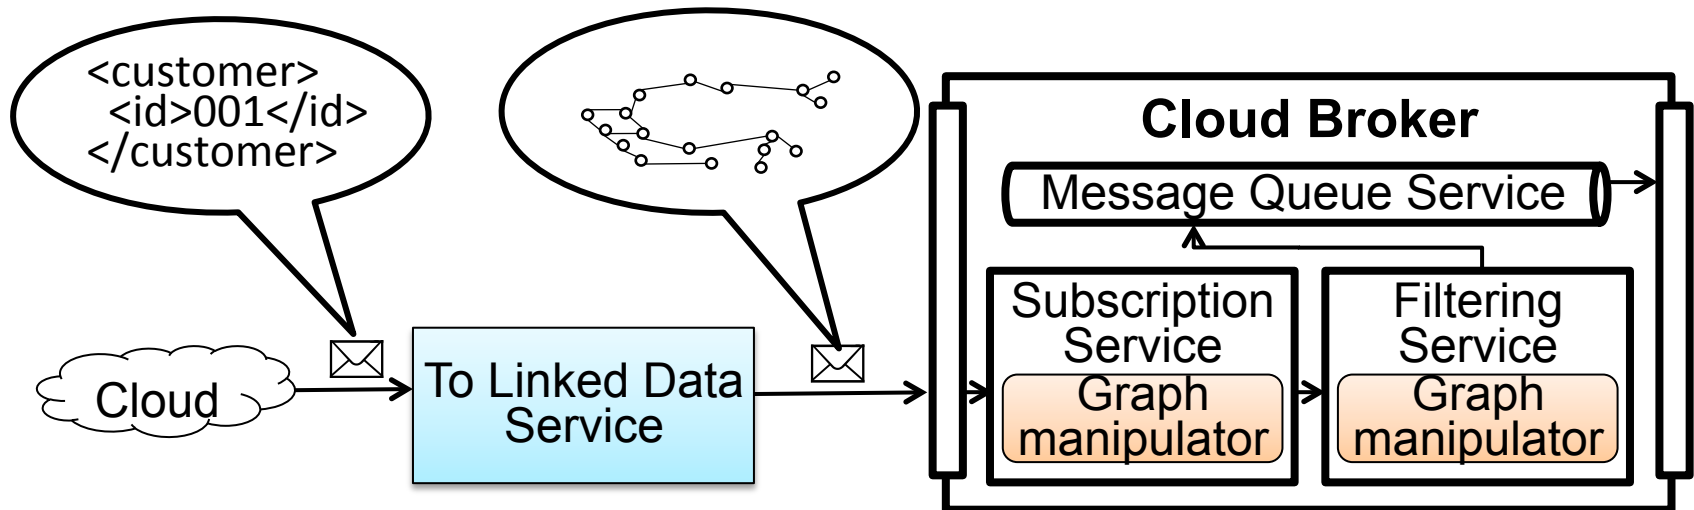 <customer>
<id>001</id>
</customer>
Cloud
To Linked Data
Service
Cloud Broker
Message Queue Service
Subscription
Service
Graph
manipulator
Filtering
Service
Graph
manipulator